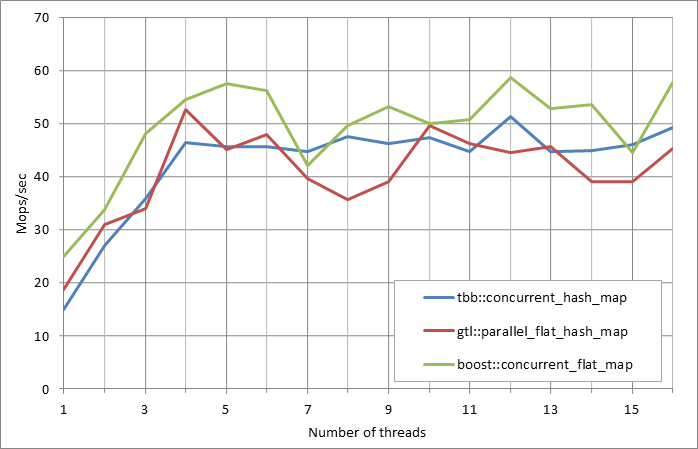 70
60
50
40
30
20
10
0
Mops/sec
tbb::concurrent_hash_map
gtl::parallel_flat_hash_map
boost::concurrent_flat_map
1 3 5 7 9 11 13 15
Number of threads